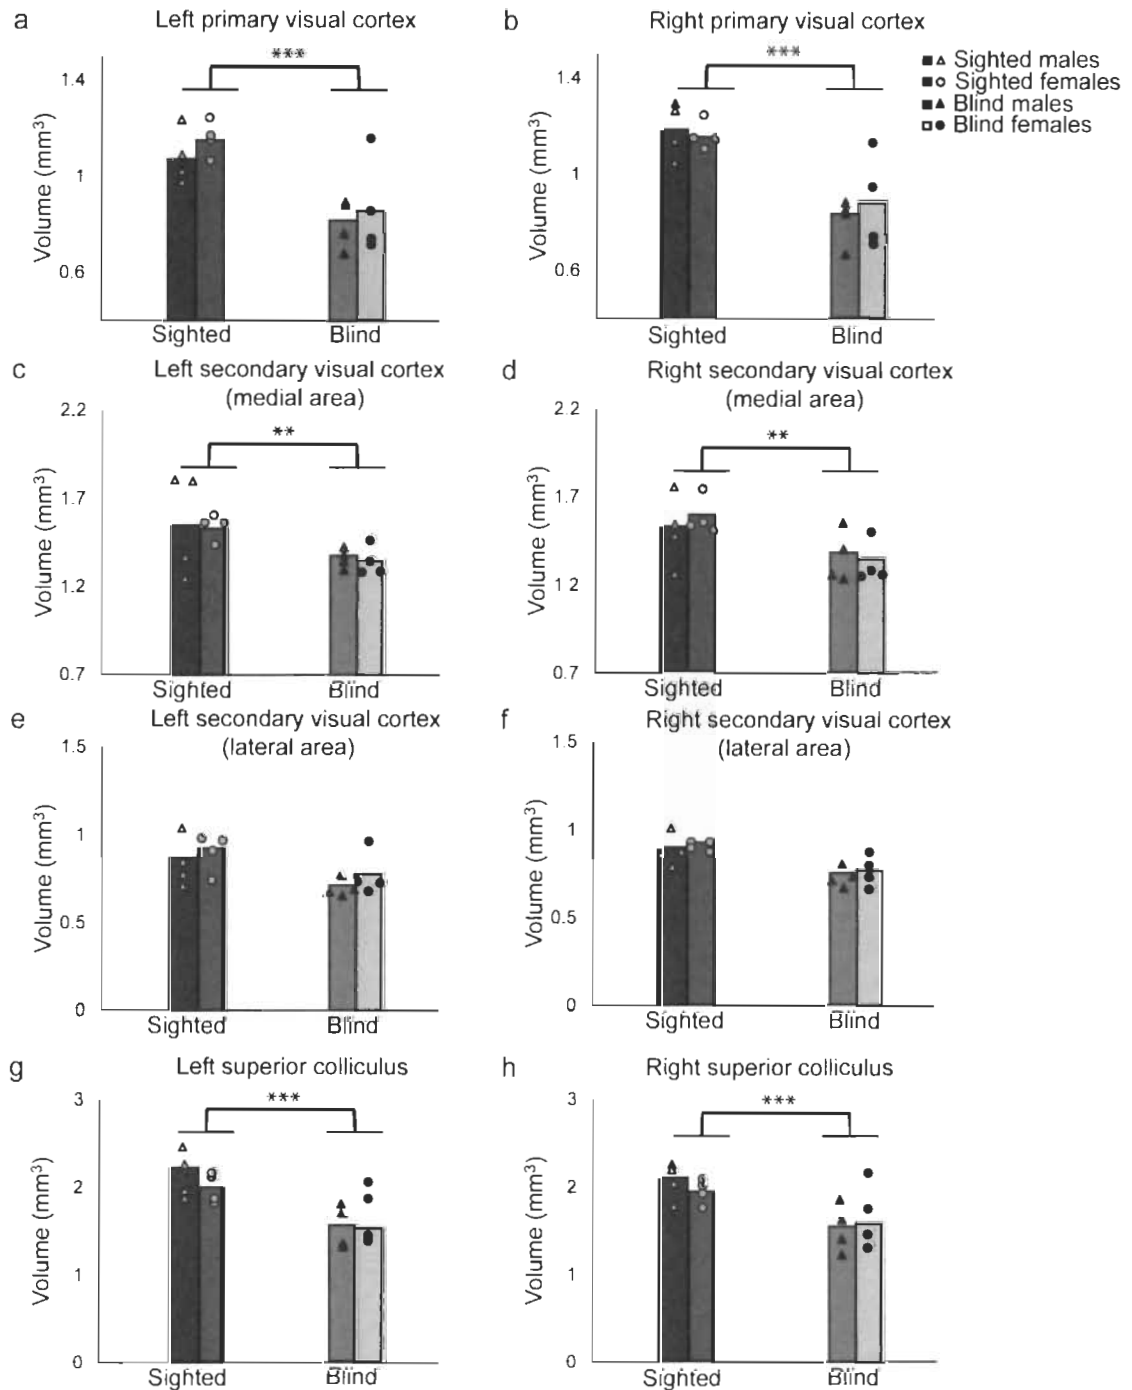 a Left primary visual cortex
***
1.4
1
0.6
Volume (mm³)
Sighted Blind
b Right primary visual cortex
***
1.4
1
0.6
Volume (mm³)
Sighted Blind
Sighted males
Sighted females
Blind males
Blind females
c Left secondary visual cortex
(medial area)
**
2.2
1.7
1.2
0.7
Volume (mm³)
Sighted Blind
d Right secondary visual cortex
(medial area)
**
2.2
1.7
1.2
0.7
Volume (mm³)
Sighted Blind
e Left secondary visual cortex
(lateral area)
1.5
1
0.5
0
Volume (mm³)
Sighted Blind
f Right secondary visual cortex
(lateral area)
1.5
1
0.5
0
Volume (mm³)
Sighted Blind
g Left superior colliculus
***
3
2
1
0
Volume (mm³)
Sighted Blind
h Right superior colliculus
***
3
2
1
0
Volume (mm³)
Sighted Blind